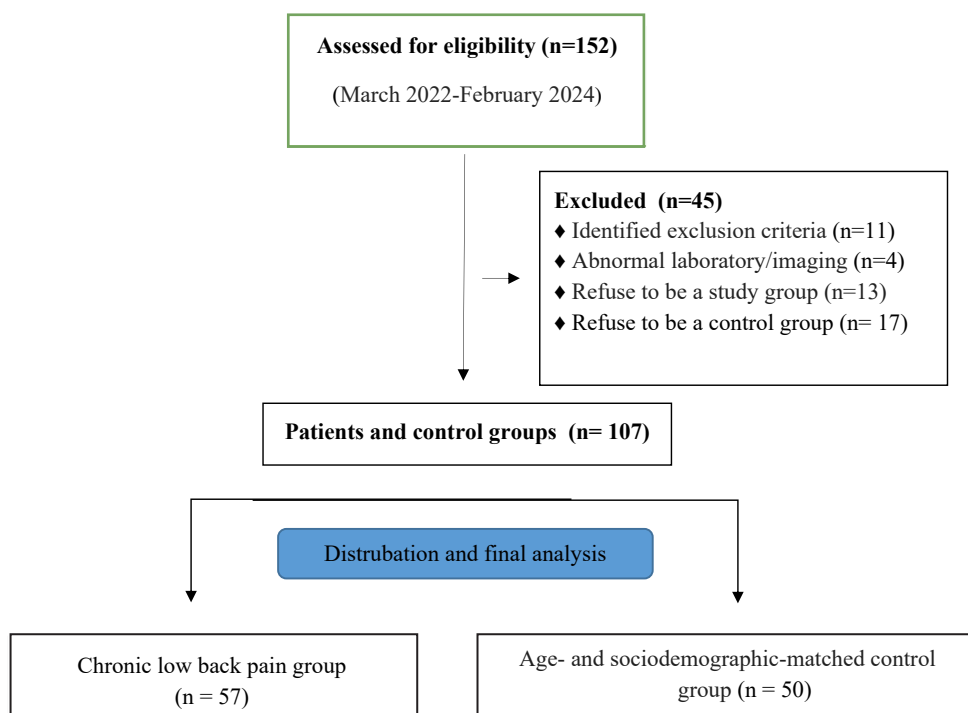 Assessed for eligibility (n=152)
(March 2022-February 2024)
Excluded (n=45)
♦ Identified exclusion criteria (n=11)
♦ Abnormal laboratory/imaging (n=4)
♦ Refuse to be a study group (n=13)
♦ Refuse to be a control group (n= 17)
Patients and control groups (n= 107)
Distrubation and final analysis
Chronic low back pain group
(n = 57)
Age- and sociodemographic-matched control
group (n = 50)